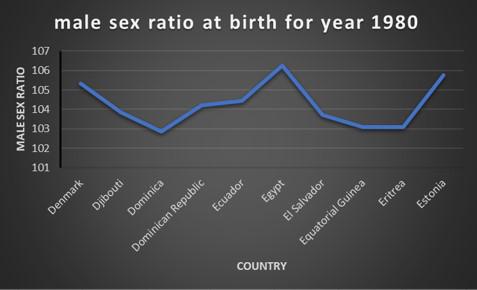 male sex ratio at birth for year 1980
107
106
105
104
103
102
101
MALE SEX RATIO
Denmark
Djibouti
Dominica
Dominican Republic
Ecuador
Egypt
El Salvador
Equatorial Guinea
Eritrea
Estonia
COUNTRY